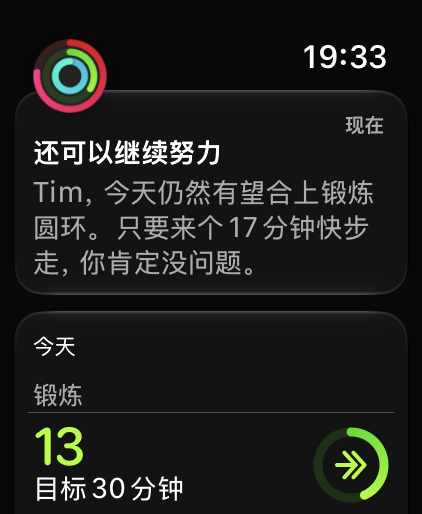 19:33
现在
还可以继续努力
Tim，今天仍然有望合上锻炼
圆环。只要来个 17 分钟快步
走，你肯定没问题。
今天
锻炼
13
目标 30 分钟